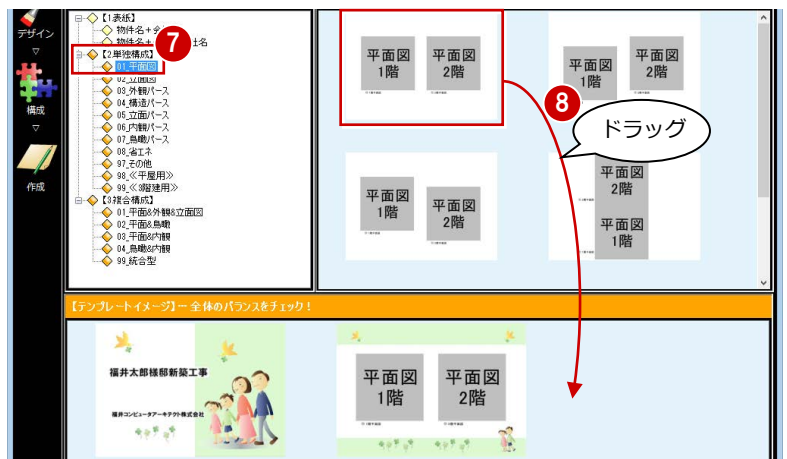 デザイン
▽
構成
▽
作成
【1表紙】
物件名+会
物件名+ 士名
【2単独構成】
01_平面図
02_立面図
03_外観パース
04_構造パース
05_立面パース
06_内観パース
07_鳥瞰パース
08_省エネ
97_その他
98_≪平屋用≫
99_≪3階建用≫
【3複合構成】
01_平面&外観&立面図
02_平面&鳥瞰
03_平面&内観
04_鳥瞰&内観
99_統合型
7
平面図
1階
平面図
2階
平面図
1階
平面図
2階
8
ドラッグ
平面図
1階
平面図
2階
平面図
2階
平面図
1階
【テンプレートイメージ】ー 全体のバランスをチェック!
福井太郎様邸新築工事
福井コンピュータアーキテクト株式会社
平面図
1階
平面図
2階